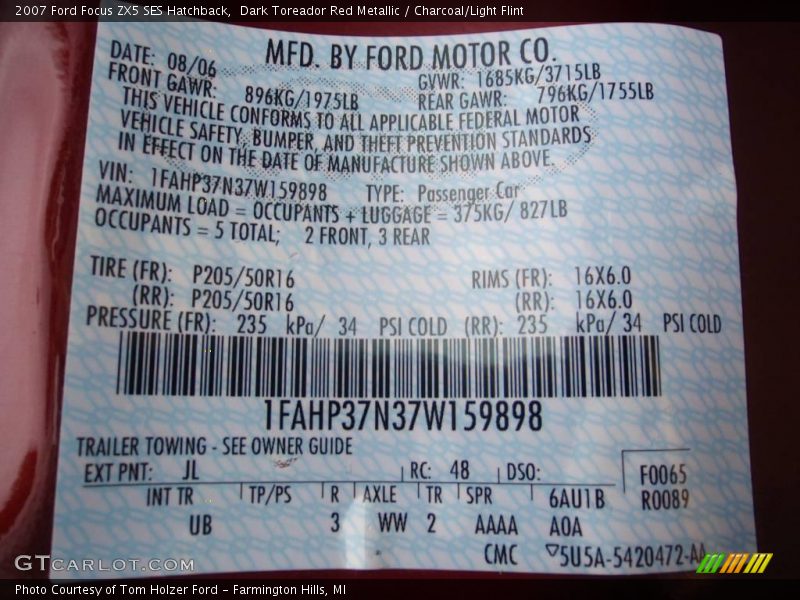 2007 Ford Focus ZX5 SES Hatchback,  Dark Toreador Red Metallic / Charcoal/Light Flint
MFD. BY FORD MOTOR CO.
DATE: 08/06
GVWR: 1685KG/3715LB
FRONT GAWR: 896KG/1975LB
REAR GAWR: 796KG/1755LB
THIS VEHICLE CONFORMS TO ALL APPLICABLE FEDERAL MOTOR
VEHICLE SAFETY, BUMPER, AND THEFT PREVENTION STANDARDS
IN EFFECT ON THE DATE OF MANUFACTURE SHOWN ABOVE.
VIN: 1FAHP37N37W159898 TYPE: Passenger Car
MAXIMUM LOAD = OCCUPANTS + LUGGAGE = 375KG/ 827LB
OCCUPANTS = 5 TOTAL; 2 FRONT, 3 REAR
TIRE (FR): P205/50R16 RIMS (FR): 16X6.0
(RR): P205/50R16 (RR): 16X6.0
PRESSURE (FR): 235 kPa/ 34 PSI COLD (RR): 235 kPa/ 34 PSI COLD
1FAHP37N37W159898
TRAILER TOWING - SEE OWNER GUIDE
EXT PNT: JL RC: 48 DSO: F0065
INT TR TP/PS R AXLE TR SPR 6AU1B R0089
UB 3 WW 2 AAAA A0A
CMC 5U5A-5420472-AA
GTCARLOT.COM
Photo Courtesy of Tom Holzer Ford - Farmington Hills, MI